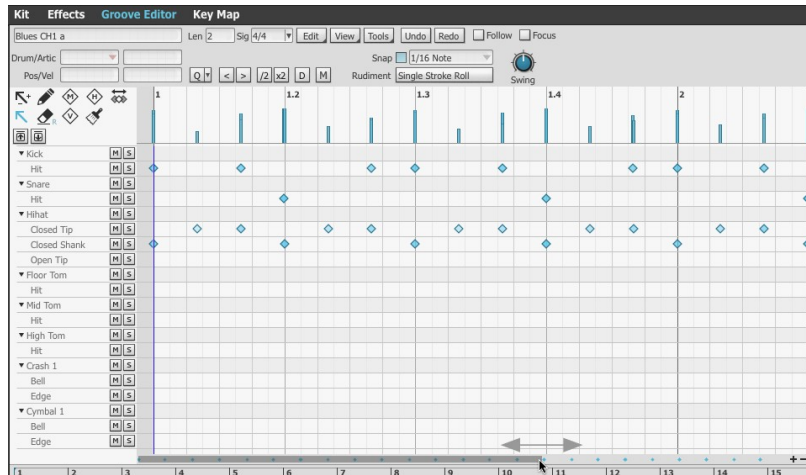 Kit Effects Groove Editor Key Map
Blues CH1 a Len 2 Sig 4/4 Edit View Tools Undo Redo Follow Focus
Drum/Artic Snap 1/16 Note
Pos/Vel Q < > /2 x2 D M Rudiment Single Stroke Roll Swing
1 1.2 1.3 1.4 2
M H
R V
Kick M S
Hit M S
Snare M S
Hit M S
Hihat M S
Closed Tip M S
Closed Shank M S
Open Tip M S
Floor Tom M S
Hit M S
Mid Tom M S
Hit M S
High Tom M S
Hit M S
Crash 1 M S
Bell M S
Edge M S
Cymbal 1 M S
Bell M S
Edge M S
+ -
1 2 3 4 5 6 7 8 9 10 11 12 13 14 15